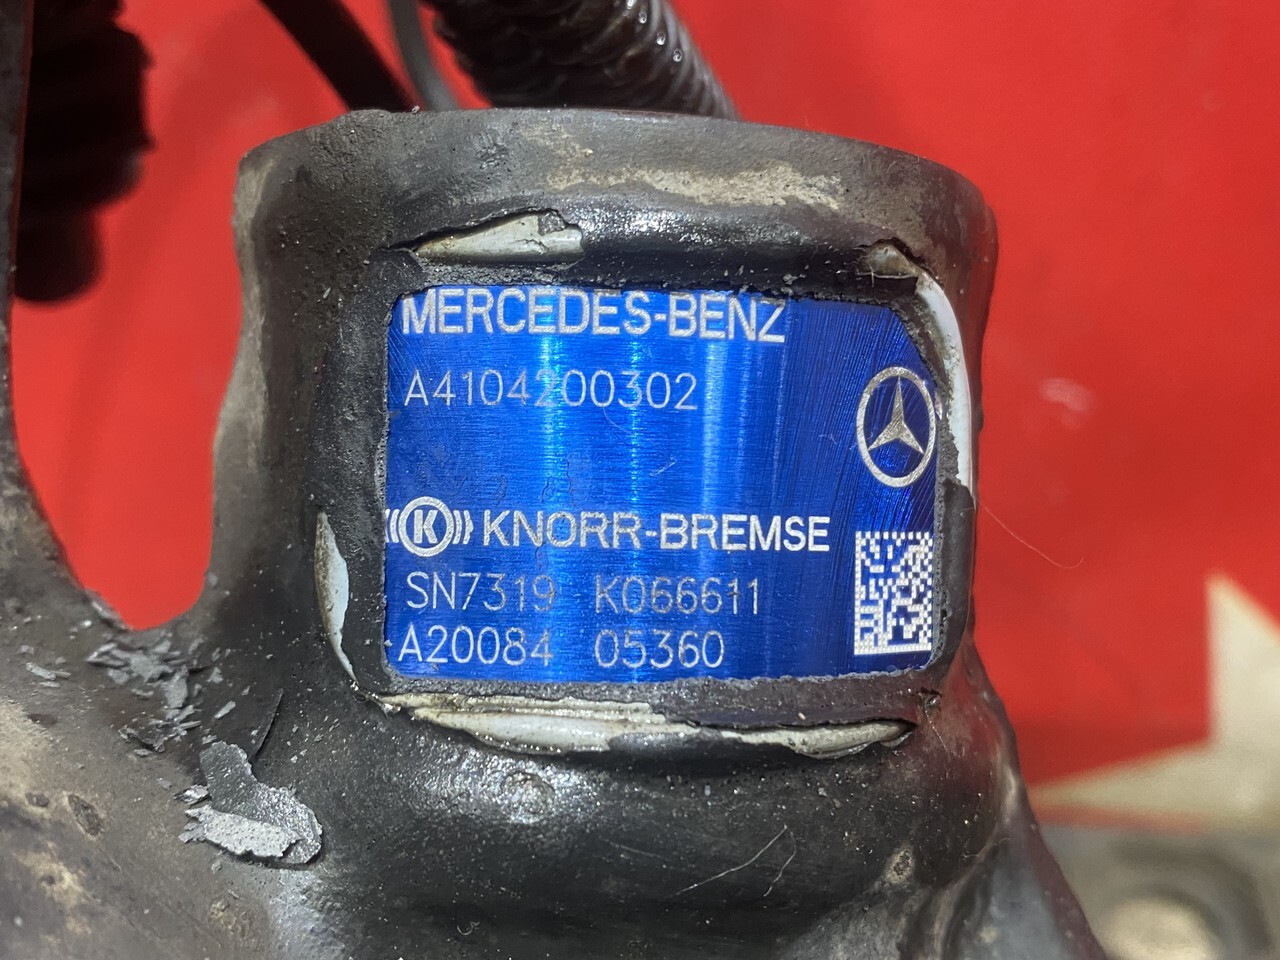 MERCEDES-BENZ
A4104200302
K KNORR-BREMSE
SN7319 K066611
A20084 05360